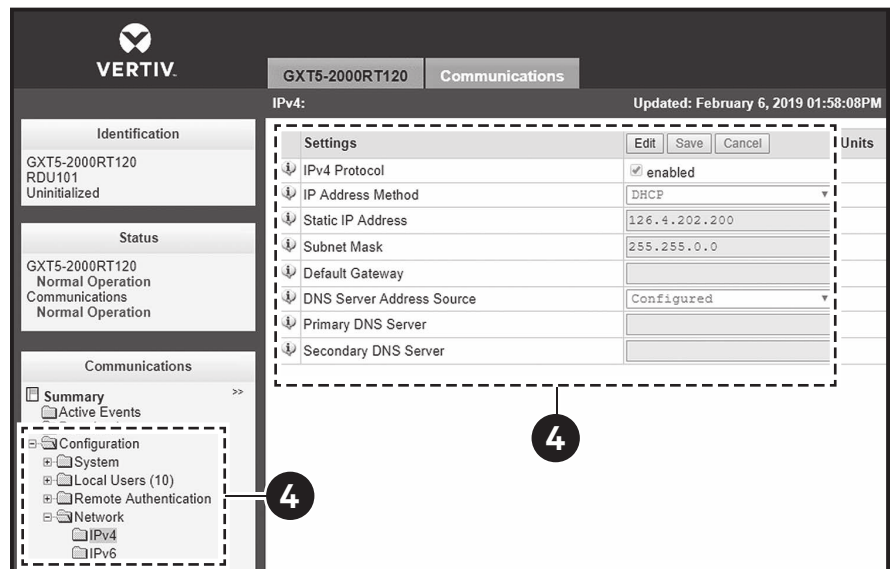 VERTIV.
GXT5-2000RT120 Communications
IPv4: Updated: February 6, 2019 01:58:08PM
Identification
GXT5-2000RT120
RDU101
Uninitialized
Status
GXT5-2000RT120
Normal Operation
Communications
Normal Operation
Communications
Summary >>
Active Events
Configuration
System
Local Users (10)
Remote Authentication
Network
IPv4
IPv6
4
Settings Edit Save Cancel Units
IPv4 Protocol enabled
IP Address Method DHCP
Static IP Address 126.4.202.200
Subnet Mask 255.255.0.0
Default Gateway
DNS Server Address Source Configured
Primary DNS Server
Secondary DNS Server
4